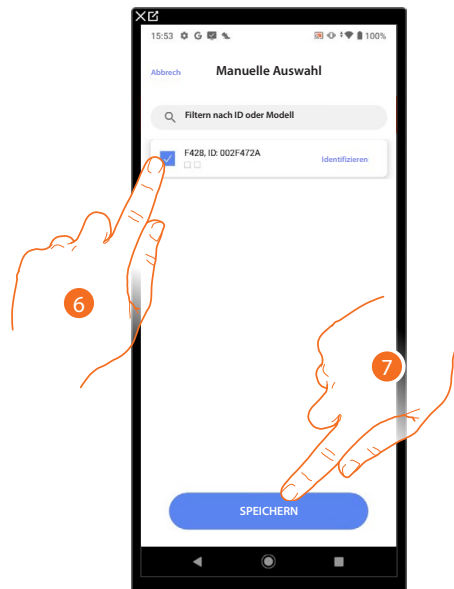 15:53 G 100%
Abbrech Manuelle Auswahl
Filtern nach ID oder Modell
F428, ID: 002F472A
Identifizieren
6
7
SPEICHERN